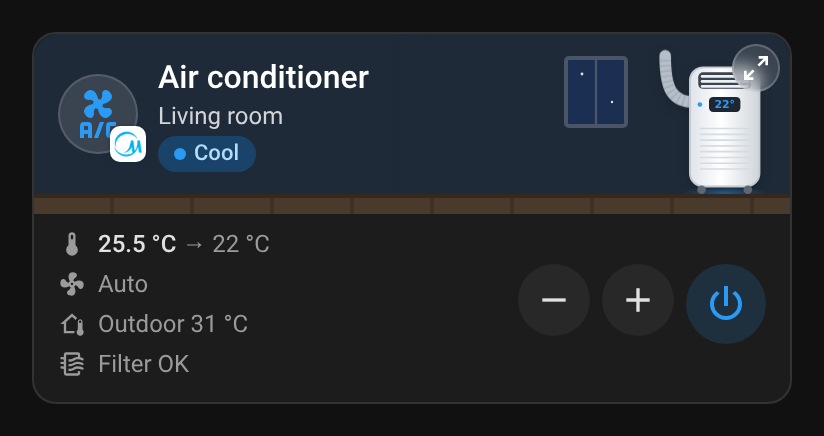 Air conditioner
Living room
A/C
Cool
22°
25.5 °C → 22 °C
Auto
Outdoor 31 °C
Filter OK